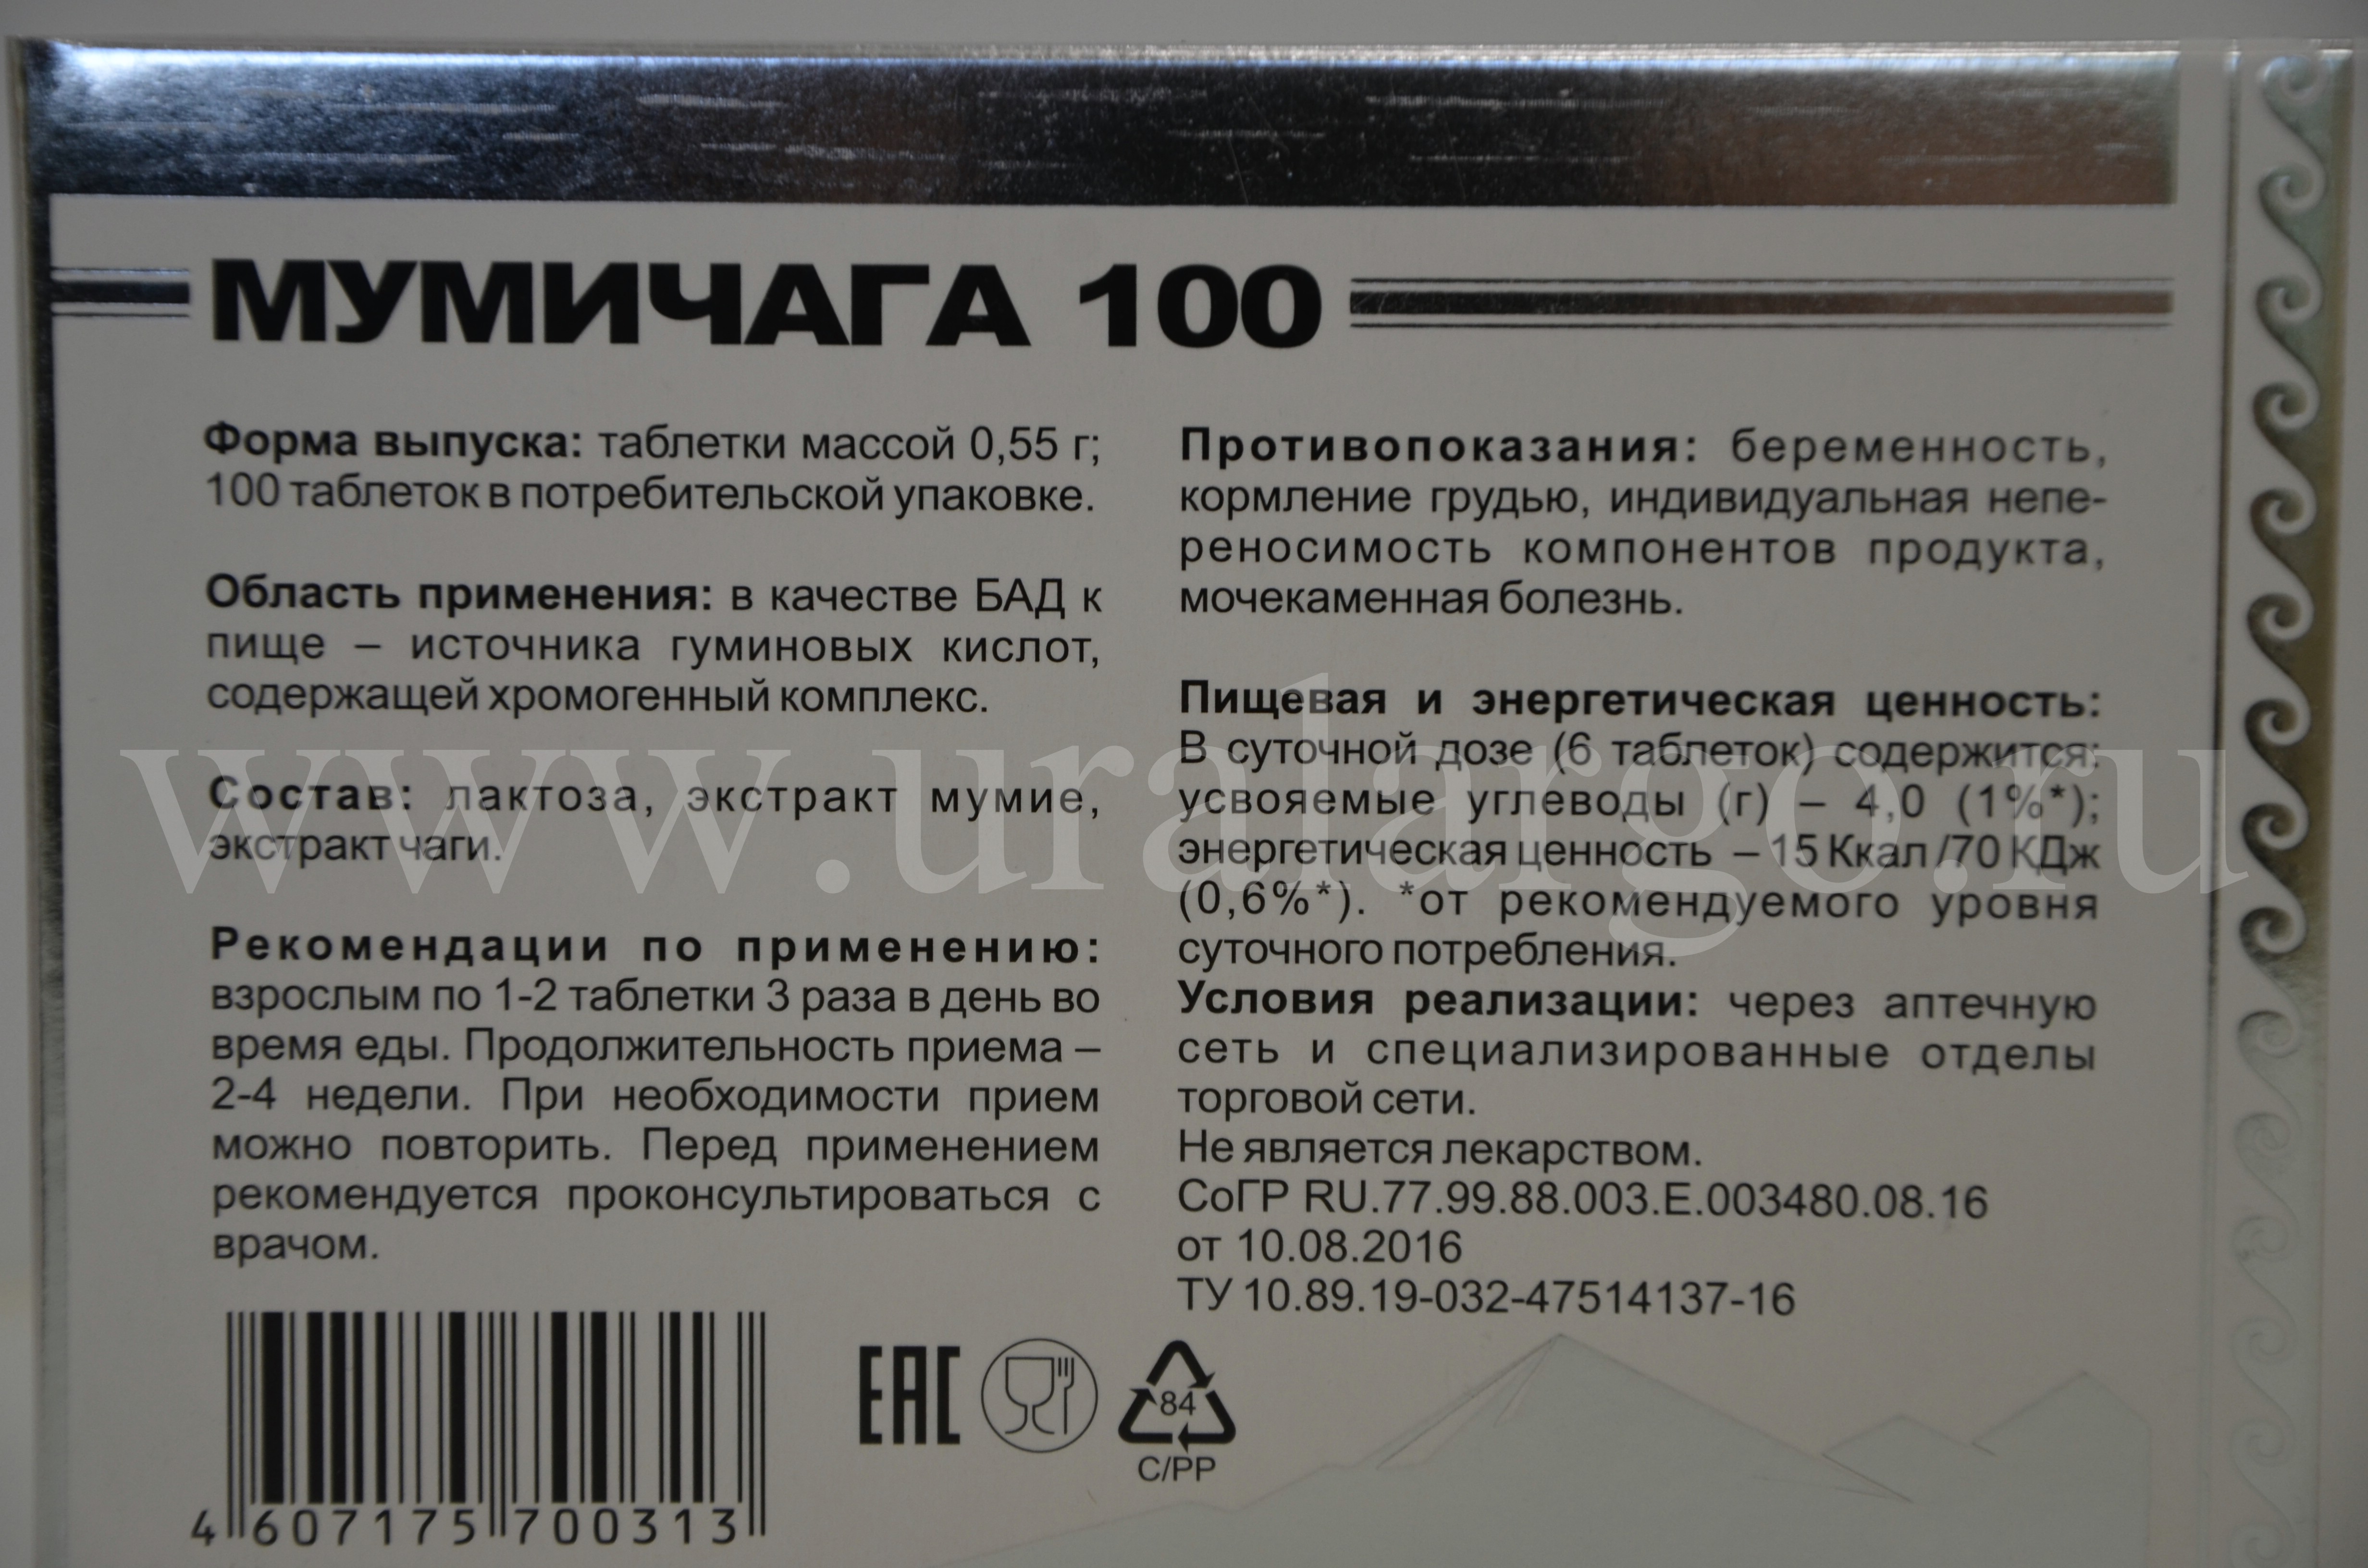 МУМИЧАГА 100
Форма выпуска: таблетки массой 0,55 г;
100 таблеток в потребительской упаковке.
Область применения: в качестве БАД к
пище – источника гуминовых кислот,
содержащей хромогенный комплекс.
Состав: лактоза, экстракт мумие,
экстракт чаги.
Рекомендации по применению:
взрослым по 1-2 таблетки 3 раза в день во
время еды. Продолжительность приема –
2-4 недели. При необходимости прием
можно повторить. Перед применением
рекомендуется проконсультироваться с
врачом.
Противопоказания: беременность,
кормление грудью, индивидуальная непе-
реносимость компонентов продукта,
мочекаменная болезнь.
Пищевая и энергетическая ценность:
В суточной дозе (6 таблеток) содержится:
усвояемые углеводы (г) – 4,0 (1%*);
энергетическая ценность – 15 Ккал /70 КДж
(0,6%*). *от рекомендуемого уровня
суточного потребления.
Условия реализации: через аптечную
сеть и специализированные отделы
торговой сети.
Не является лекарством.
СоГР RU.77.99.88.003.Е.003480.08.16
от 10.08.2016
ТУ 10.89.19-032-47514137-16
www.uralargo.ru
4 607175 700313
ЕАС
84
C/PP